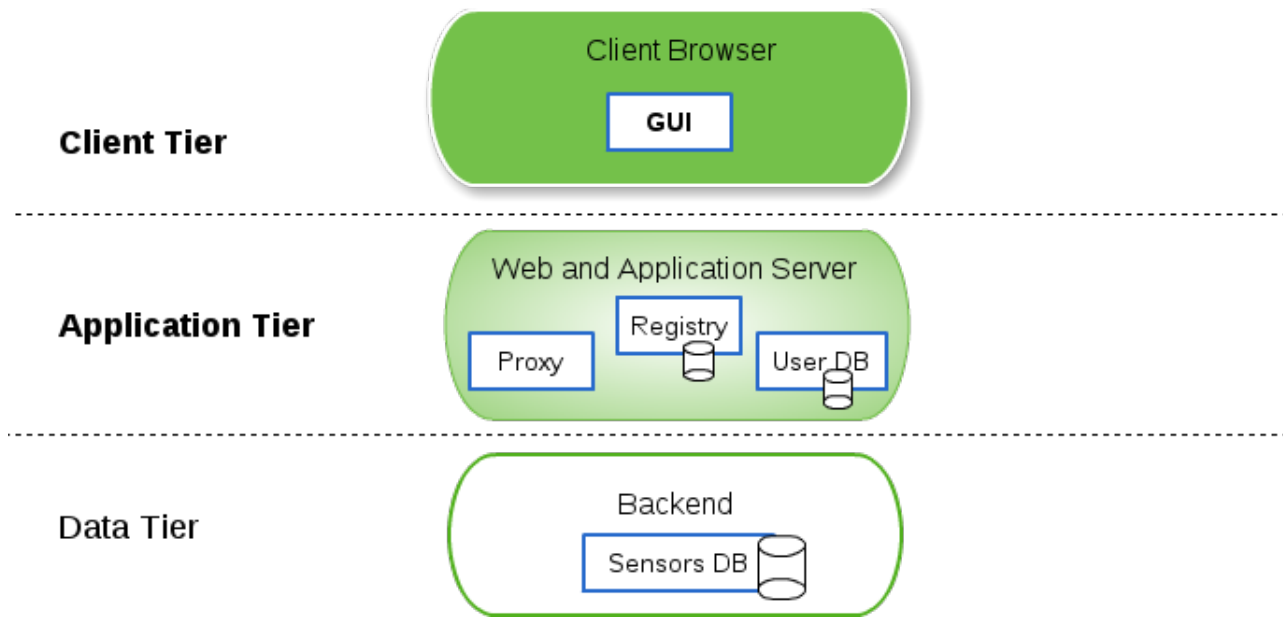 Client Browser
GUI
Client Tier
Web and Application Server
Registry
Application Tier
Proxy
User DB
Backend
Data Tier
Sensors DB